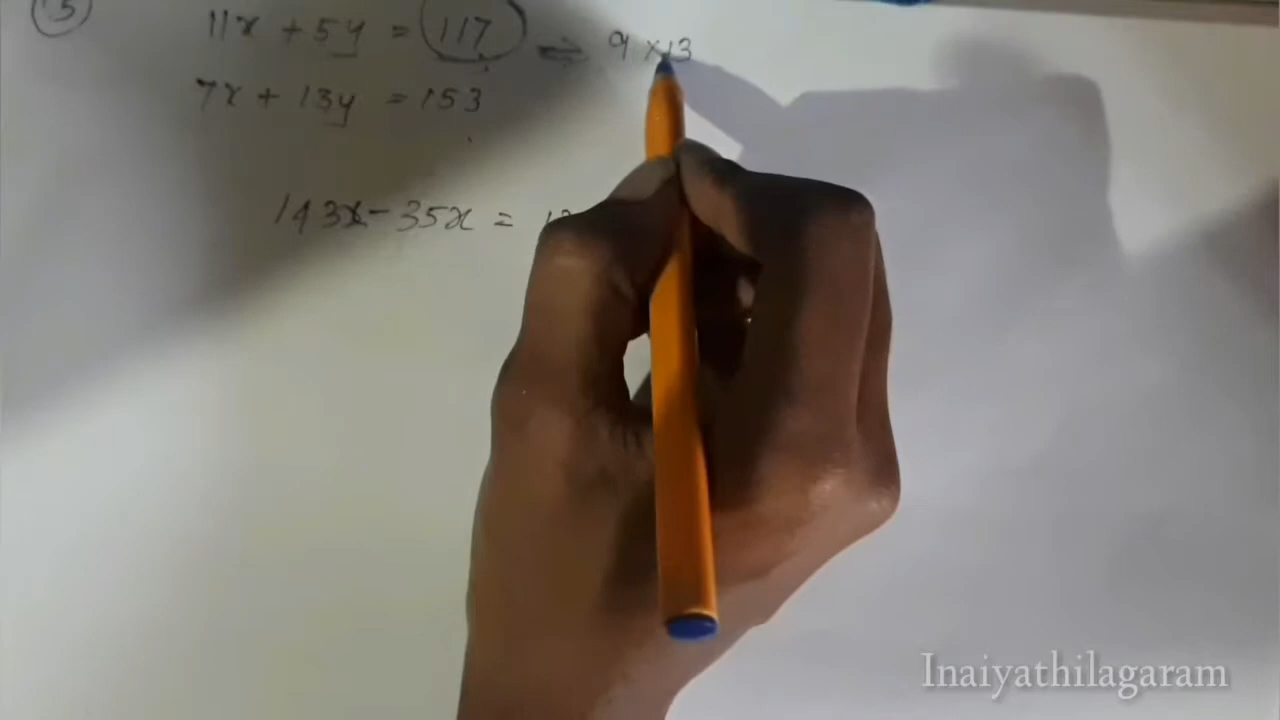 15
11x + 5y = 117 ⇒ 9 x 13
7x + 13y = 153
143x - 35x =
Inaiyathilagaram